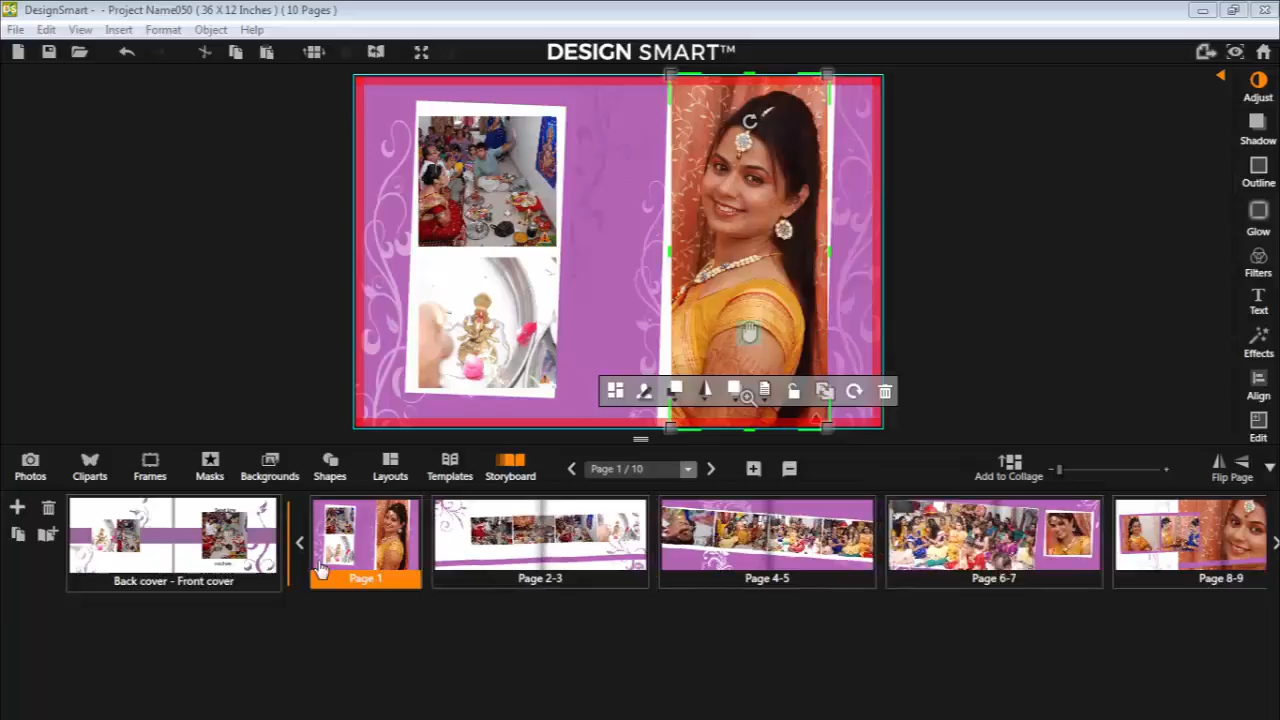 DesignSmart - - Project Name050 ( 36 X 12 Inches ) ( 10 Pages )
File Edit View Insert Format Object Help
DESIGN SMART™
Adjust
Shadow
Outline
Glow
Filters
Text
Effects
Align
Edit
Photos Cliparts Frames Masks Backgrounds Shapes Layouts Templates Storyboard Page 1 / 10 Add to Collage Flip Page
Back cover - Front cover Page 1 Page 2-3 Page 4-5 Page 6-7 Page 8-9